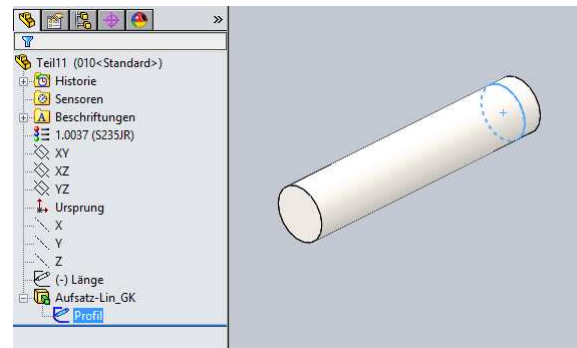 »
Teil11 (010<Standard>)
Historie
Sensoren
A Beschriftungen
1.0037 (S235JR)
XY
XZ
YZ
Ursprung
X
Y
Z
(-) Länge
Aufsatz-Lin_GK
Profil